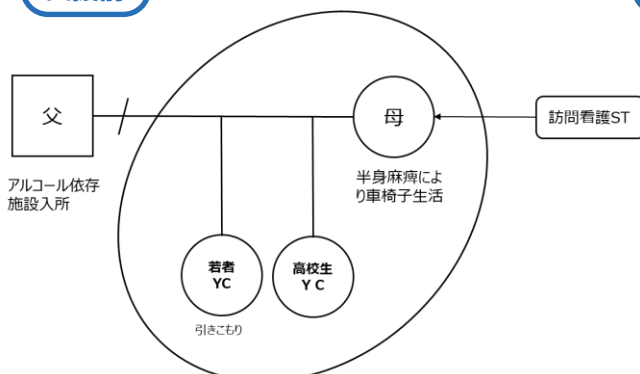 父
母
訪問看護ST
アルコール依存
施設入所
半身麻痺によ
り車椅子生活
若者
YC
高校生
ＹＣ
引きこもり